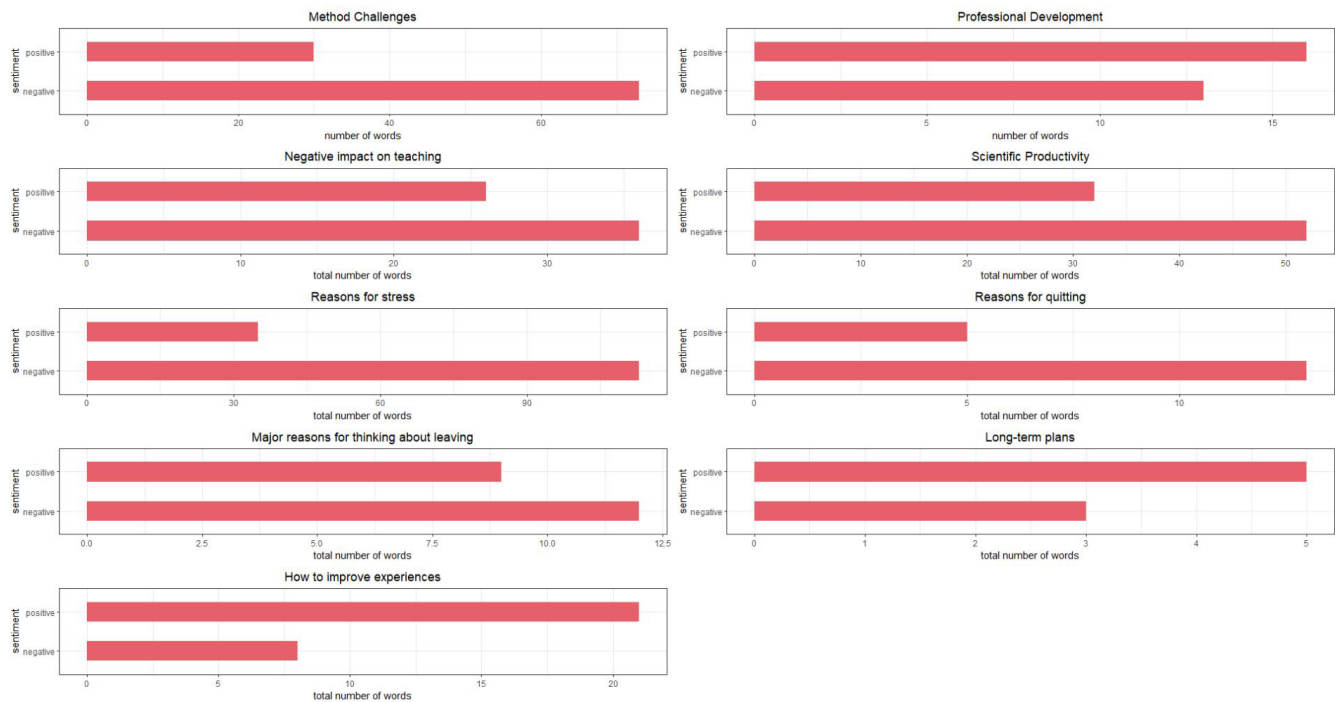 Method Challenges
sentiment
positive
negative
0 20 40 60
number of words
Professional Development
sentiment
positive
negative
0 5 10 15
number of words
Negative impact on teaching
sentiment
positive
negative
0 10 20 30
total number of words
Scientific Productivity
sentiment
positive
negative
0 10 20 30 40 50
total number of words
Reasons for stress
sentiment
positive
negative
0 30 60 90
total number of words
Reasons for quitting
sentiment
positive
negative
0 5 10
total number of words
Major reasons for thinking about leaving
sentiment
positive
negative
0.0 2.5 5.0 7.5 10.0 12.5
total number of words
Long-term plans
sentiment
positive
negative
0 1 2 3 4 5
total number of words
How to improve experiences
sentiment
positive
negative
0 5 10 15 20
total number of words